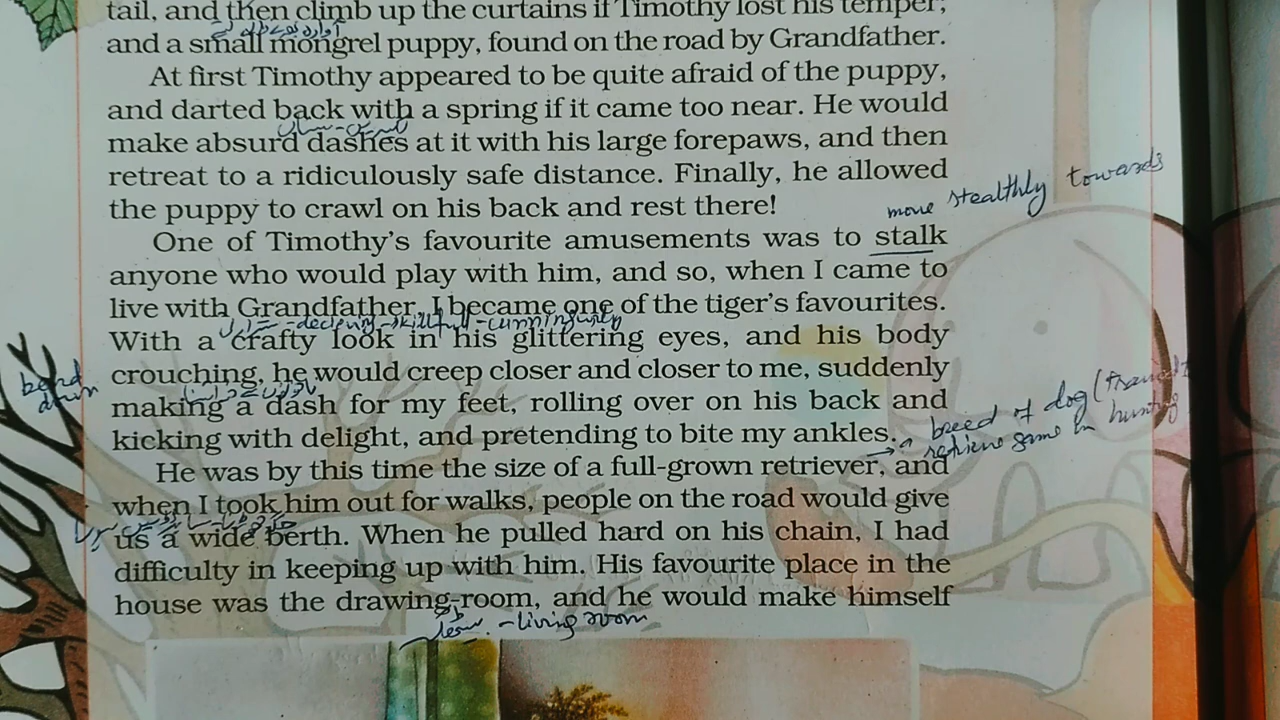 tail, and then climb up the curtains if Timothy lost his temper;
and a small mongrel puppy, found on the road by Grandfather.
At first Timothy appeared to be quite afraid of the puppy,
and darted back with a spring if it came too near. He would
make absurd dashes at it with his large forepaws, and then
retreat to a ridiculously safe distance. Finally, he allowed
the puppy to crawl on his back and rest there!
move stealthly towards
One of Timothy's favourite amusements was to stalk
anyone who would play with him, and so, when I came to
live with Grandfather, I became one of the tiger's favourites.
-decieving-skillful-cunning
With a crafty look in his glittering eyes, and his body
crouching, he would creep closer and closer to me, suddenly
bend down
making a dash for my feet, rolling over on his back and
kicking with delight, and pretending to bite my ankles.
breed of dog (trained
retrieve game in hunting
He was by this time the size of a full-grown retriever, and
when I took him out for walks, people on the road would give
us a wide berth. When he pulled hard on his chain, I had
difficulty in keeping up with him. His favourite place in the
house was the drawing-room, and he would make himself
-living room